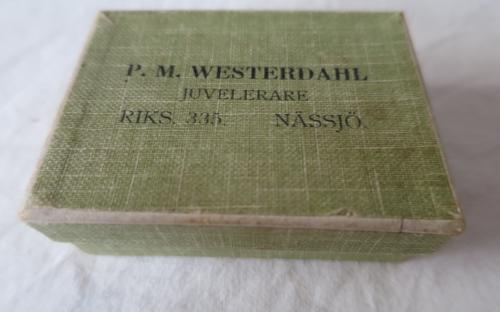 P. M. WESTERDAHL
JUVELERARE
RIKS. 335. NÄSSJÖ.